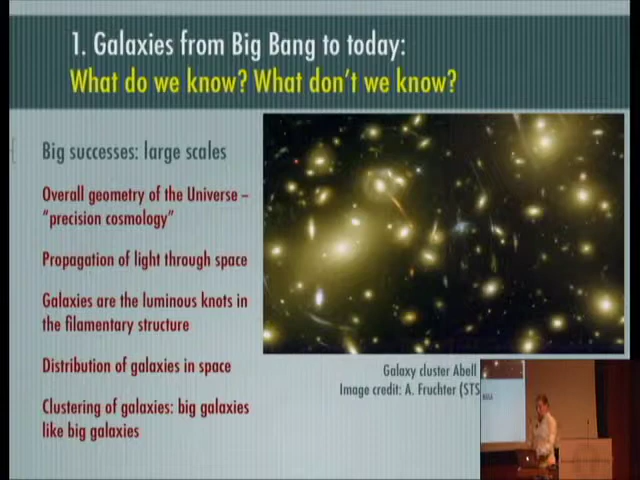 1. Galaxies from Big Bang to today:
What do we know? What don't we know?
Big successes: large scales
Overall geometry of the Universe –
"precision cosmology"
Propagation of light through space
Galaxies are the luminous knots in
the filamentary structure
Distribution of galaxies in space
Clustering of galaxies: big galaxies
like big galaxies
Galaxy cluster Abell
Image credit: A. Fruchter (STS